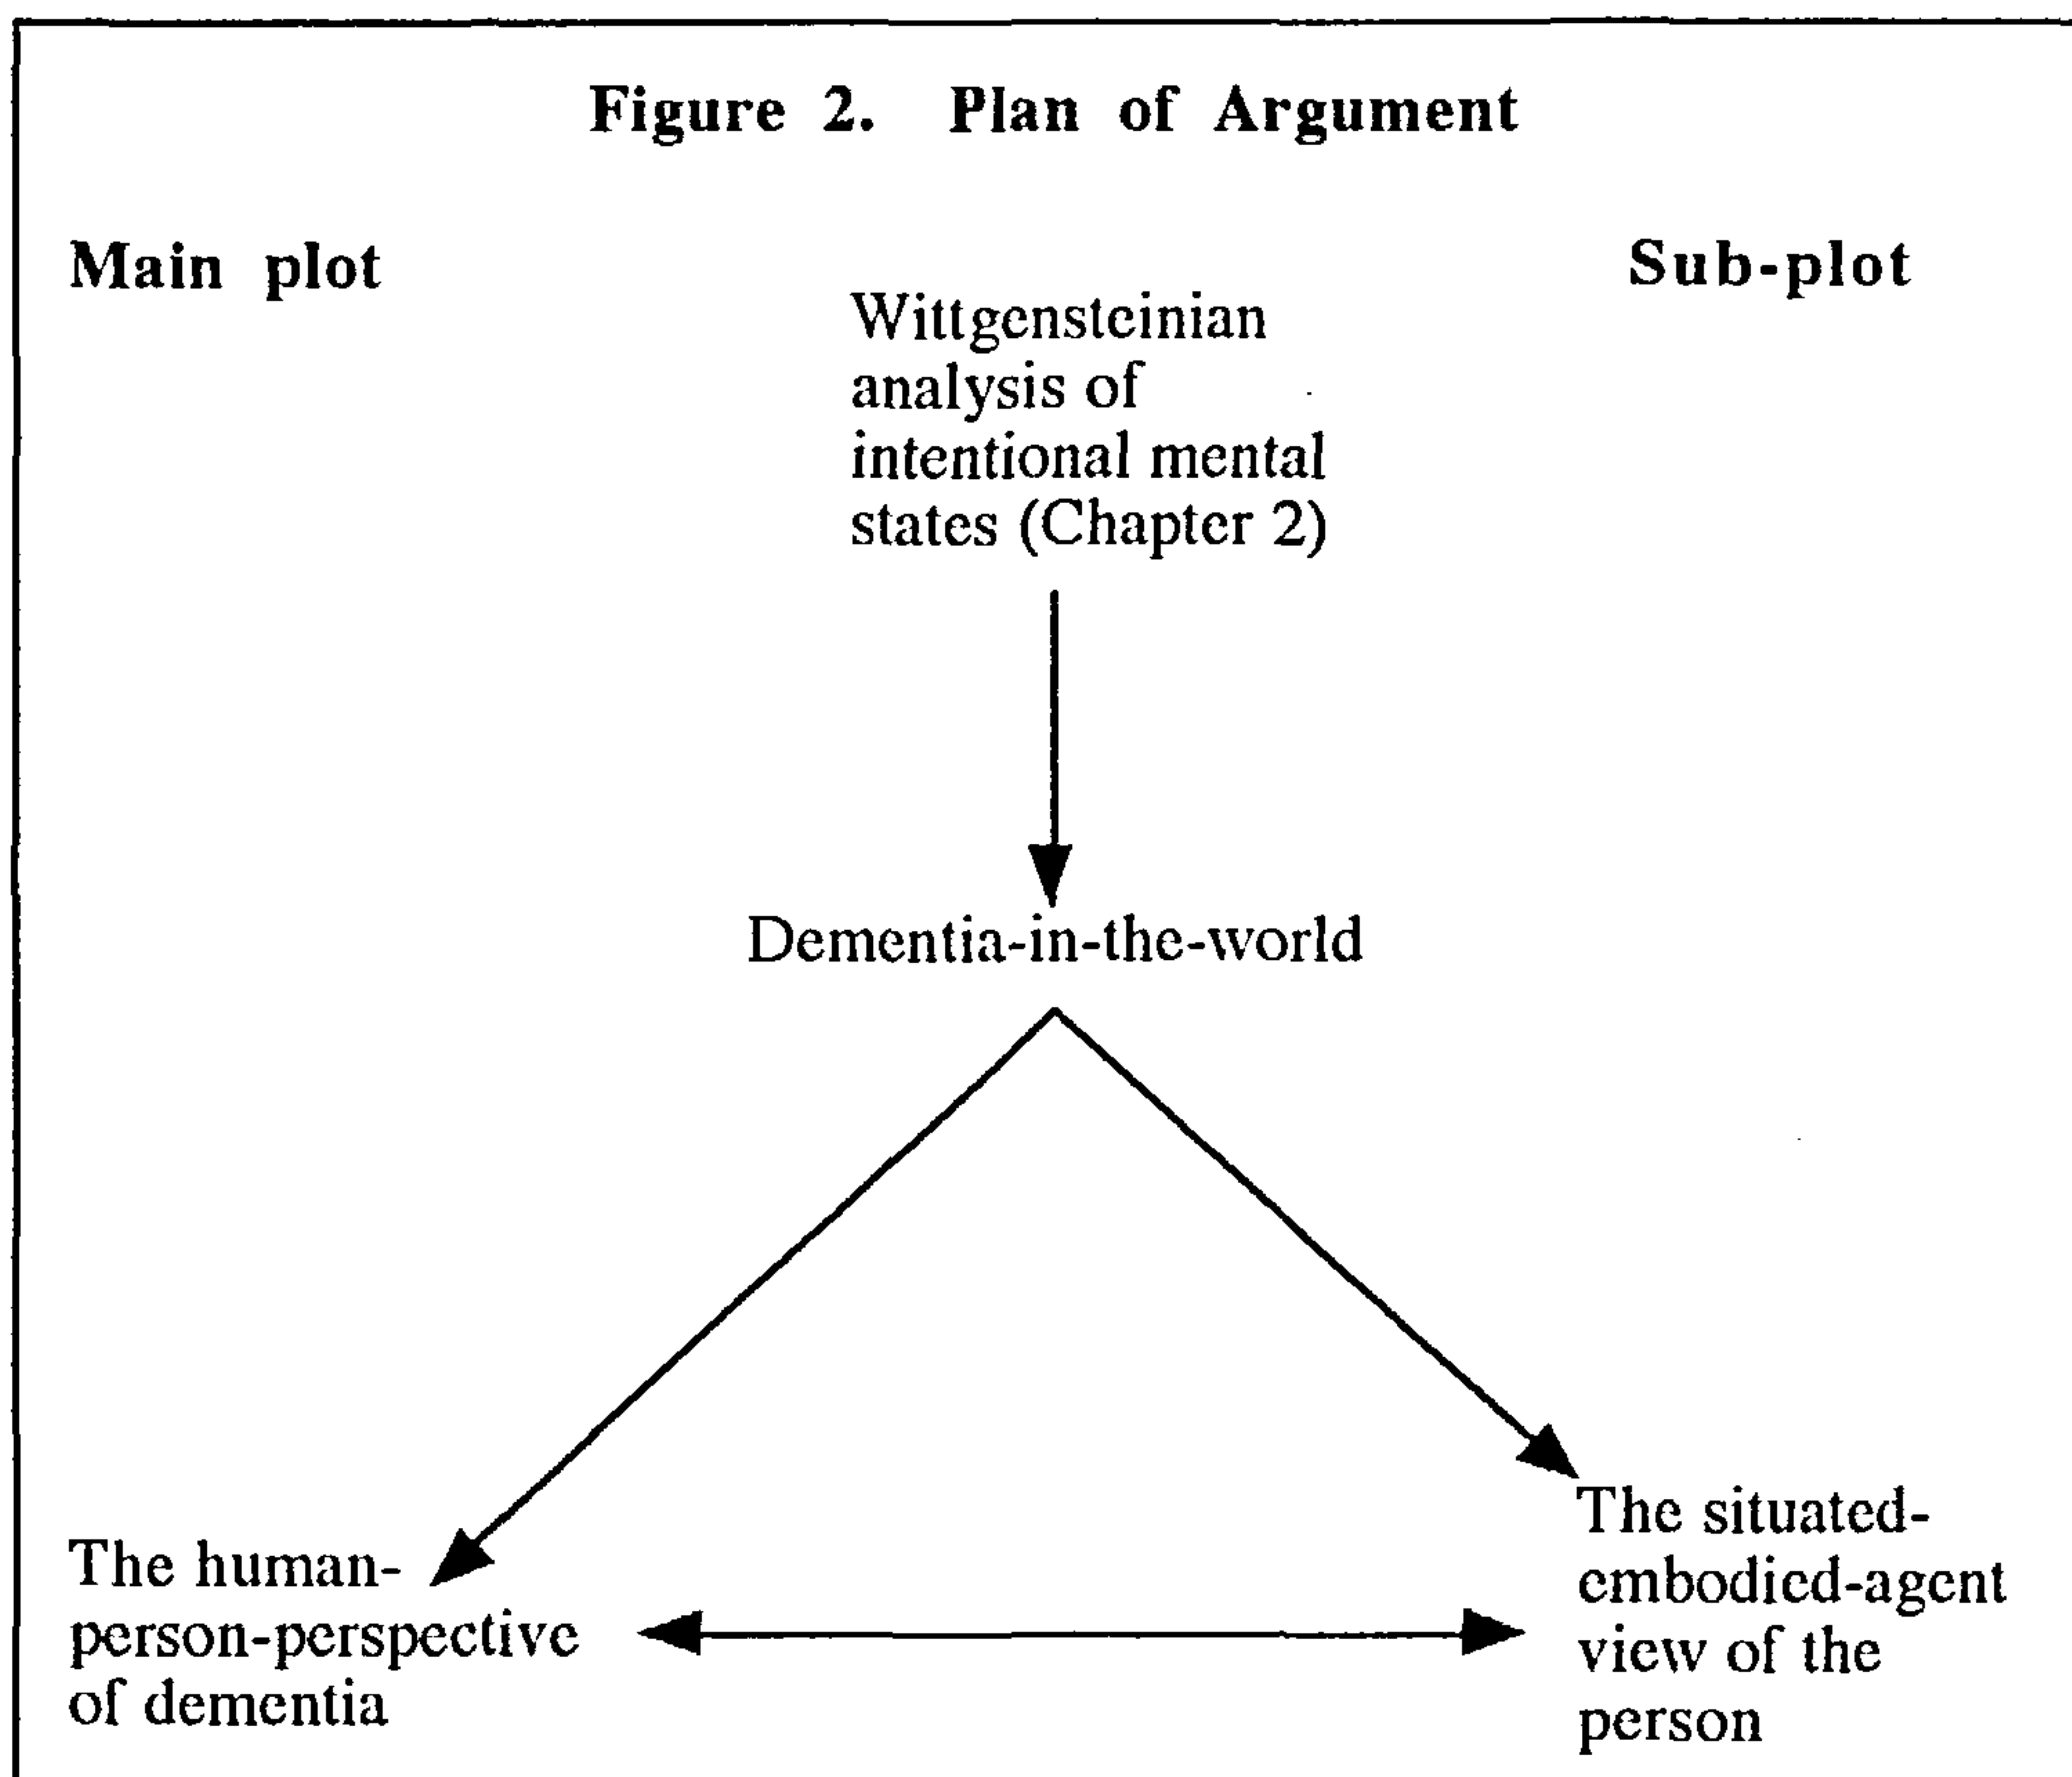 Figure 2. Plan of Argument
Main plot
Sub-plot
Wittgensteinian
analysis of
intentional mental
states (Chapter 2)
Dementia-in-the-world
The human-
person-perspective
of dementia
The situated-
embodied-agent
view of the
person